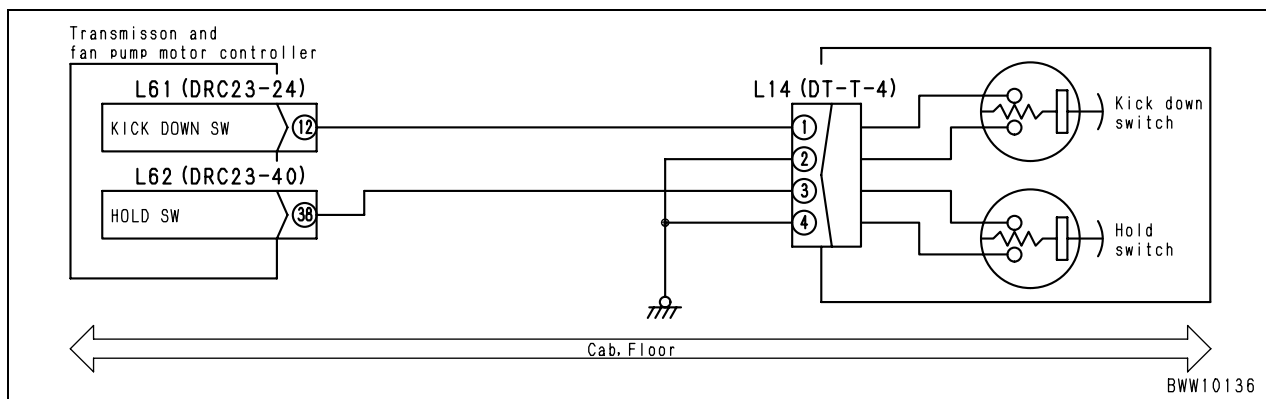 Transmisson and
fan pump motor controller
L61 (DRC23-24)
KICK DOWN SW
12
L62 (DRC23-40)
HOLD SW
38
L14 (DT-T-4)
1
2
3
4
Kick down
switch
Hold
switch
Cab, Floor
BWW10136